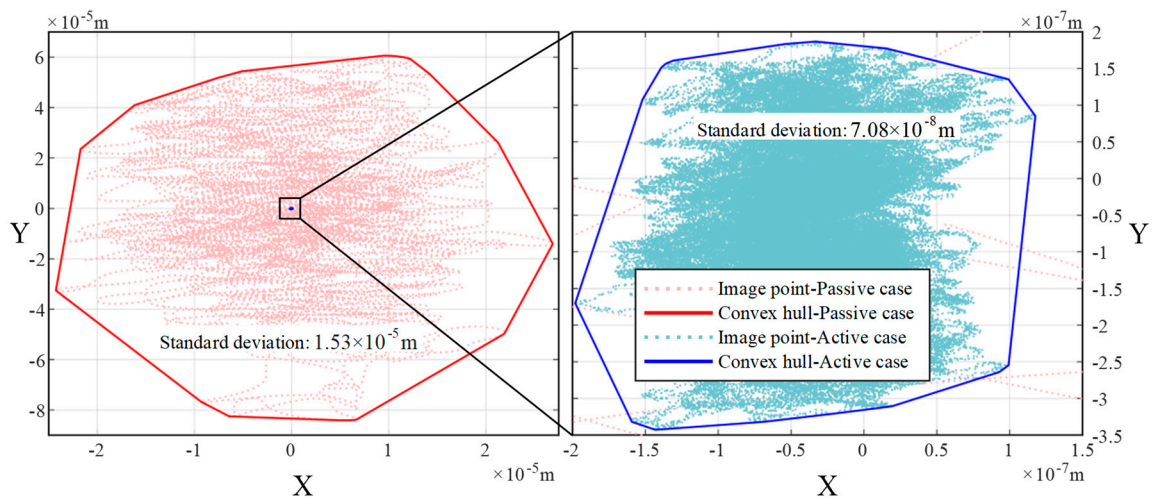 ×10⁻⁵m
6
4
2
0
-2
-4
-6
-8
Y
Standard deviation: 1.53×10⁻⁵m
-2
-1
0
1
2
×10⁻⁵m
X
×10⁻⁷m
2
1.5
1
0.5
0
-0.5
-1
-1.5
-2
-2.5
-3
-3.5
Y
Standard deviation: 7.08×10⁻⁸m
Image point-Passive case
Convex hull-Passive case
Image point-Active case
Convex hull-Active case
-2
-1.5
-1
-0.5
0
0.5
1
1.5
×10⁻⁷m
X